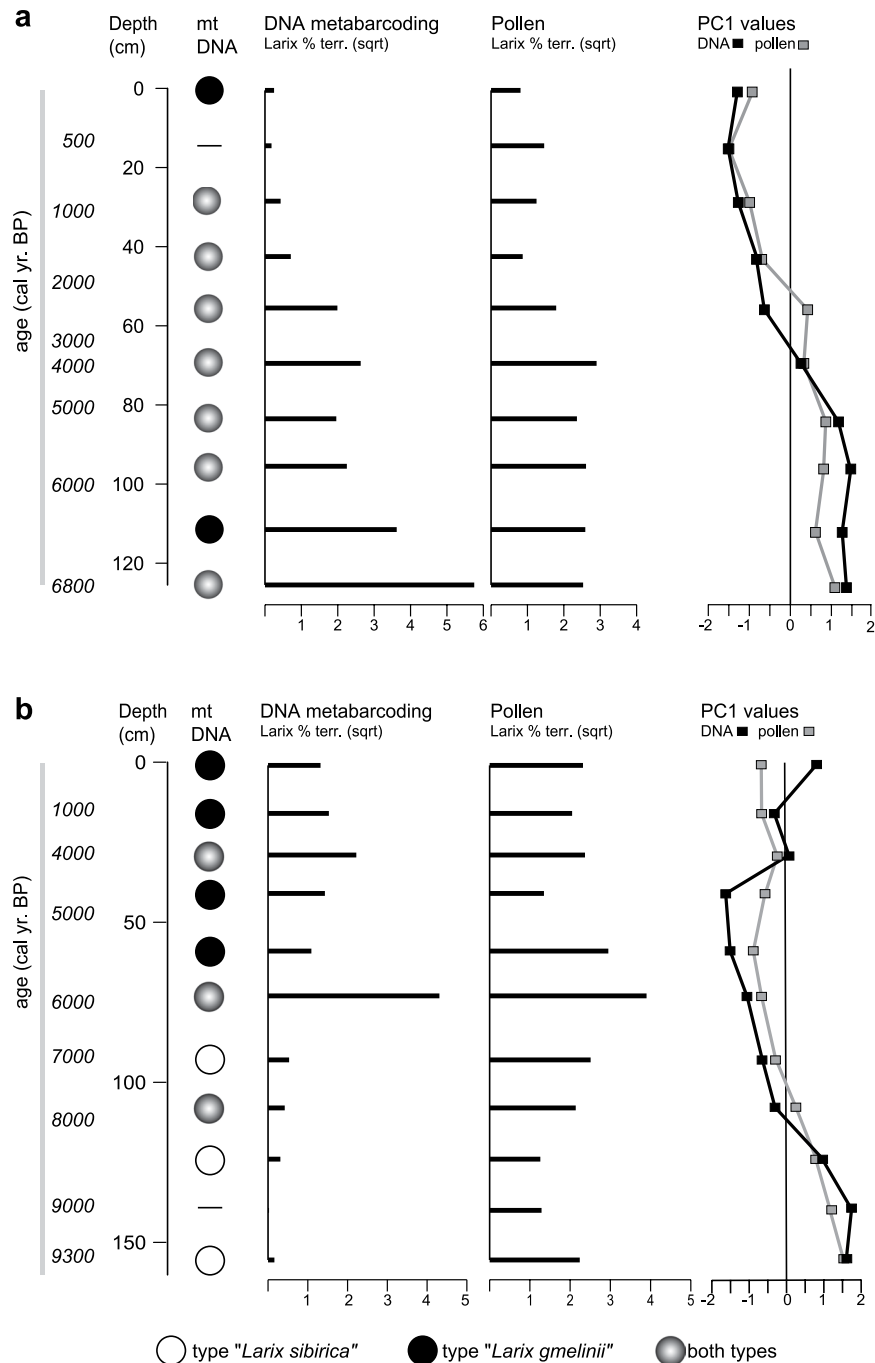 a
Depth (cm) mt DNA DNA metabarcoding Larix % terr. (sqrt) Pollen Larix % terr. (sqrt) PC1 values DNA pollen
age (cal yr. BP)
500
1000
2000
3000
4000
5000
6000
6800
0
20
40
60
80
100
120
0 1 2 3 4 5 6
0 1 2 3 4
-2 -1 0 1 2
b
Depth (cm) mt DNA DNA metabarcoding Larix % terr. (sqrt) Pollen Larix % terr. (sqrt) PC1 values DNA pollen
age (cal yr. BP)
1000
4000
5000
6000
7000
8000
9000
9300
0
50
100
150
0 1 2 3 4 5
0 1 2 3 4 5
-2 -1 0 1 2
type "Larix sibirica" type "Larix gmelinii" both types